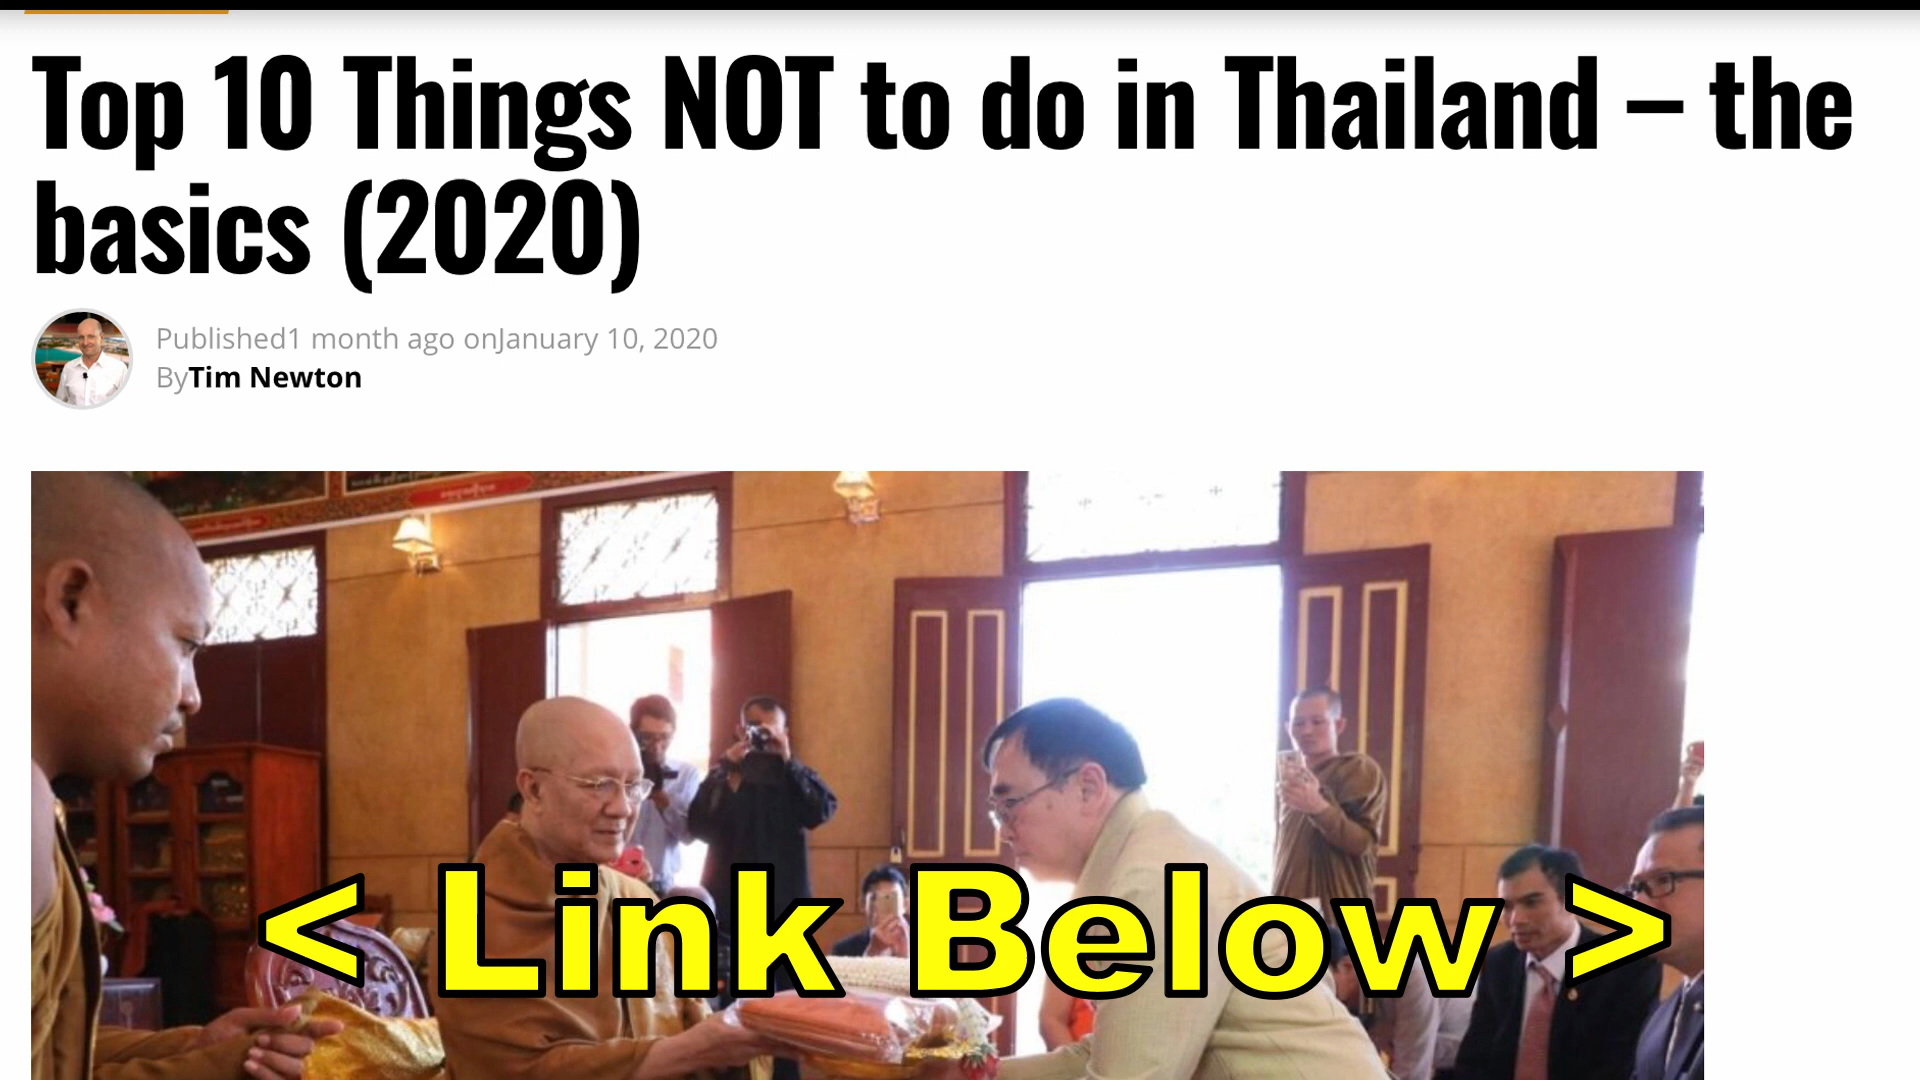 Top 10 Things NOT to do in Thailand – the
basics (2020)
Published1 month ago onJanuary 10, 2020
ByTim Newton
< Link Below >